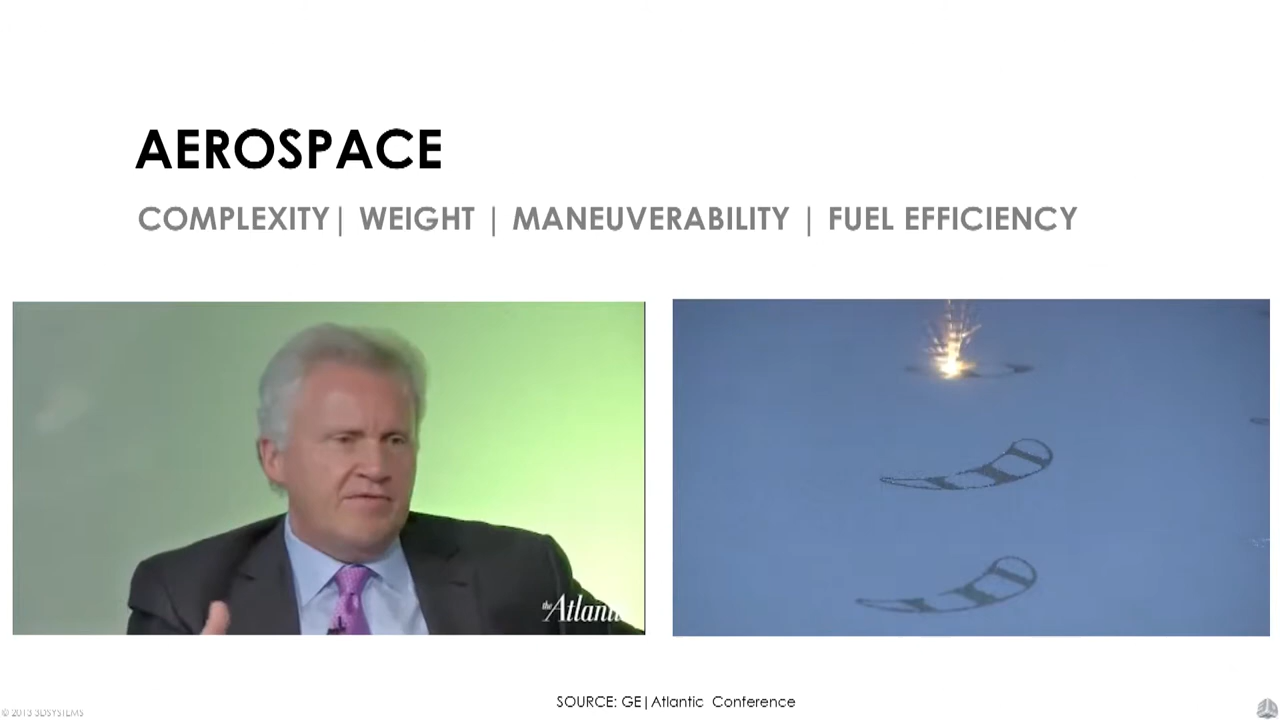 AEROSPACE
COMPLEXITY| WEIGHT | MANEUVERABILITY | FUEL EFFICIENCY
the Atlantic
SOURCE: GE|Atlantic Conference
© 2013 3DSYSTEMS